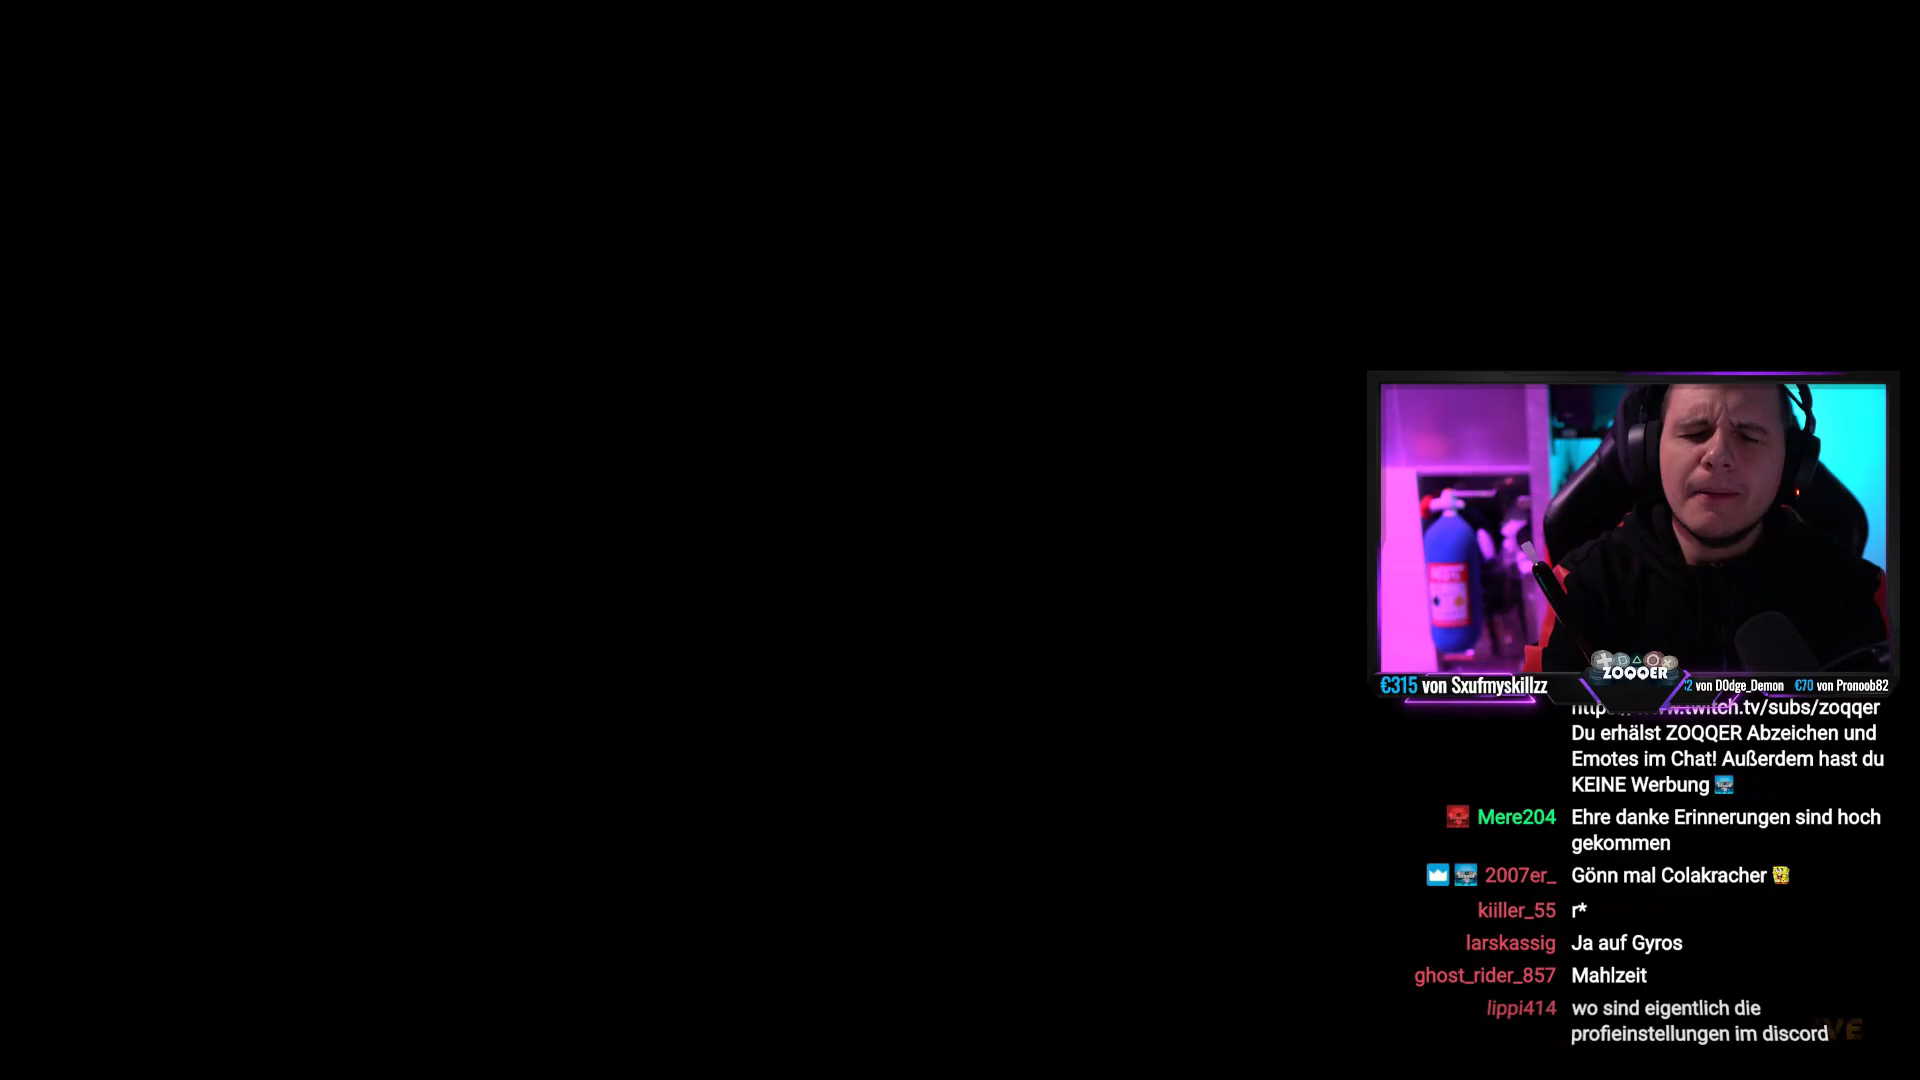 ZOQQER
€315 von Sxufmyskillzz
von D0dge_Demon €70 von Pronoob82
.twitch.tv/subs/zoqqer
Du erhälst ZOQQER Abzeichen und
Emotes im Chat! Außerdem hast du
KEINE Werbung
Mere204 Ehre danke Erinnerungen sind hoch
gekommen
2007er_ Gönn mal Colakracher
kiiller_55 r*
larskassig Ja auf Gyros
ghost_rider_857 Mahlzeit
lippi414 wo sind eigentlich die
profieinstellungen im discord